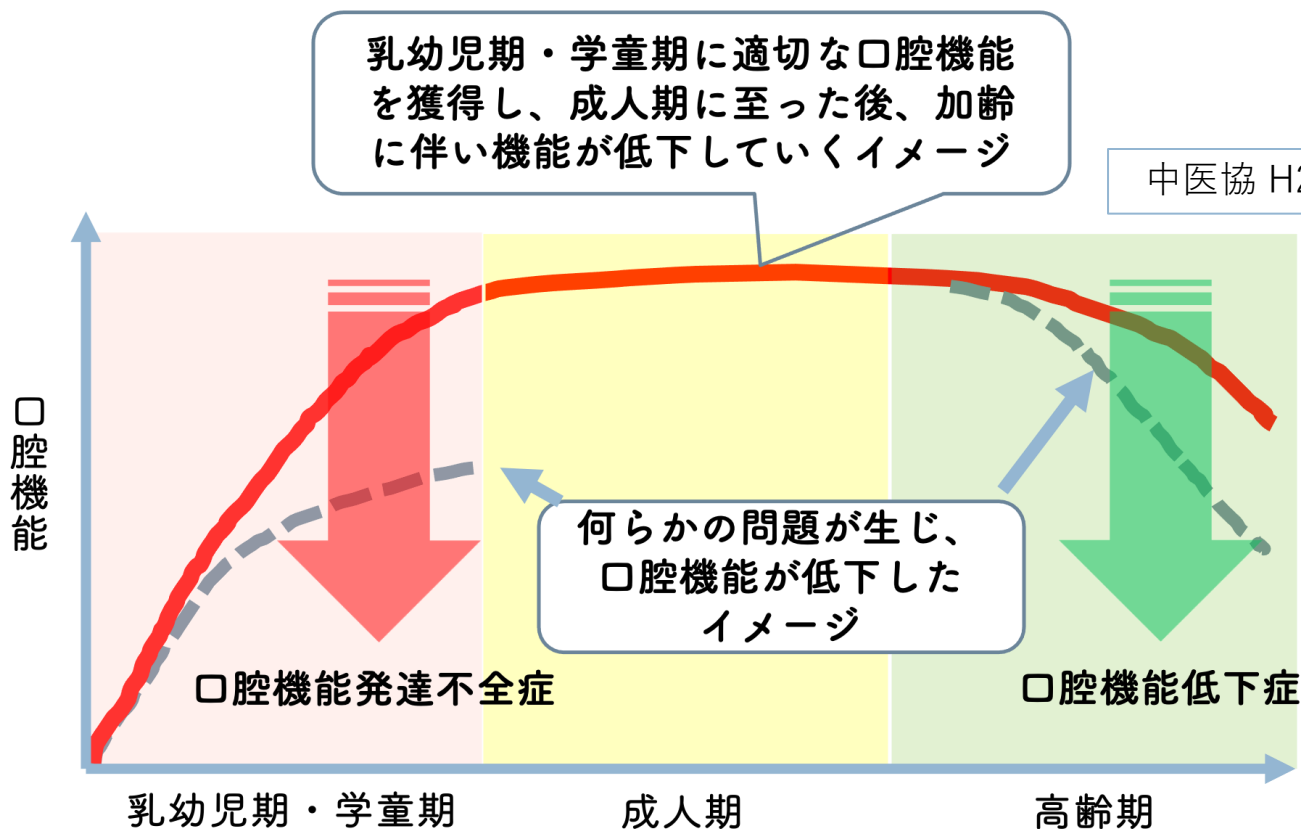 乳幼児期・学童期に適切な口腔機能
を獲得し、成人期に至った後、加齢
に伴い機能が低下していくイメージ
中医協 H2
口腔機能
何らかの問題が生じ、
口腔機能が低下した
イメージ
口腔機能発達不全症
口腔機能低下症
乳幼児期・学童期
成人期
高齢期